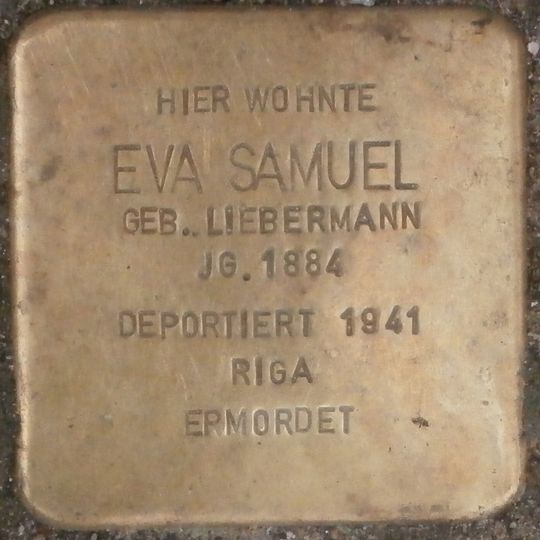 HIER WOHNTE
EVA SAMUEL
GEB. LIEBERMANN
JG. 1884
DEPORTIERT 1941
RIGA
ERMORDET